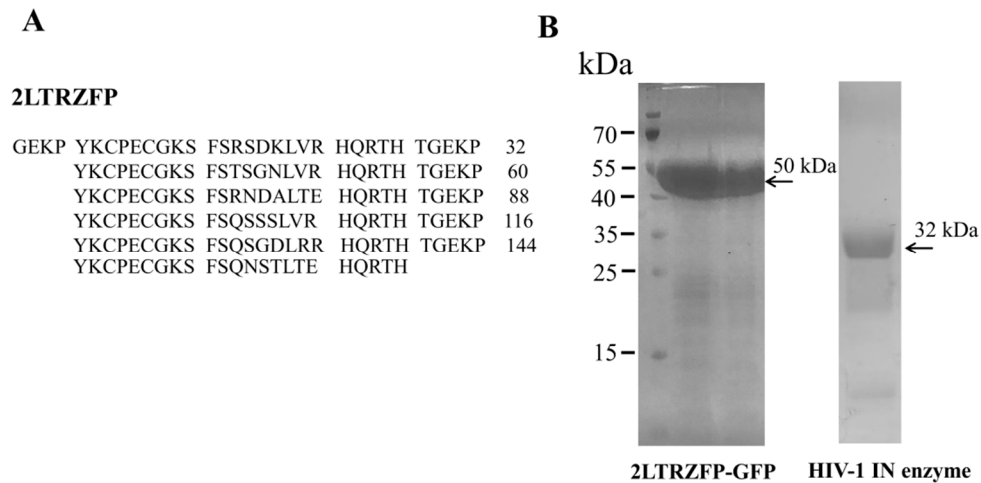 A
2LTRZFP
GEKP YKCPECGKS FSRSDKLVR HQRTH TGEKP 32
YKCPECGKS FSTSGNLVR HQRTH TGEKP 60
YKCPECGKS FSRNDALTE HQRTH TGEKP 88
YKCPECGKS FSQSSSLVR HQRTH TGEKP 116
YKCPECGKS FSQSGDLRR HQRTH TGEKP 144
YKCPECGKS FSQNSTLTE HQRTH
B
kDa
70
55
40
35
25
15
50 kDa
32 kDa
2LTRZFP-GFP
HIV-1 IN enzyme